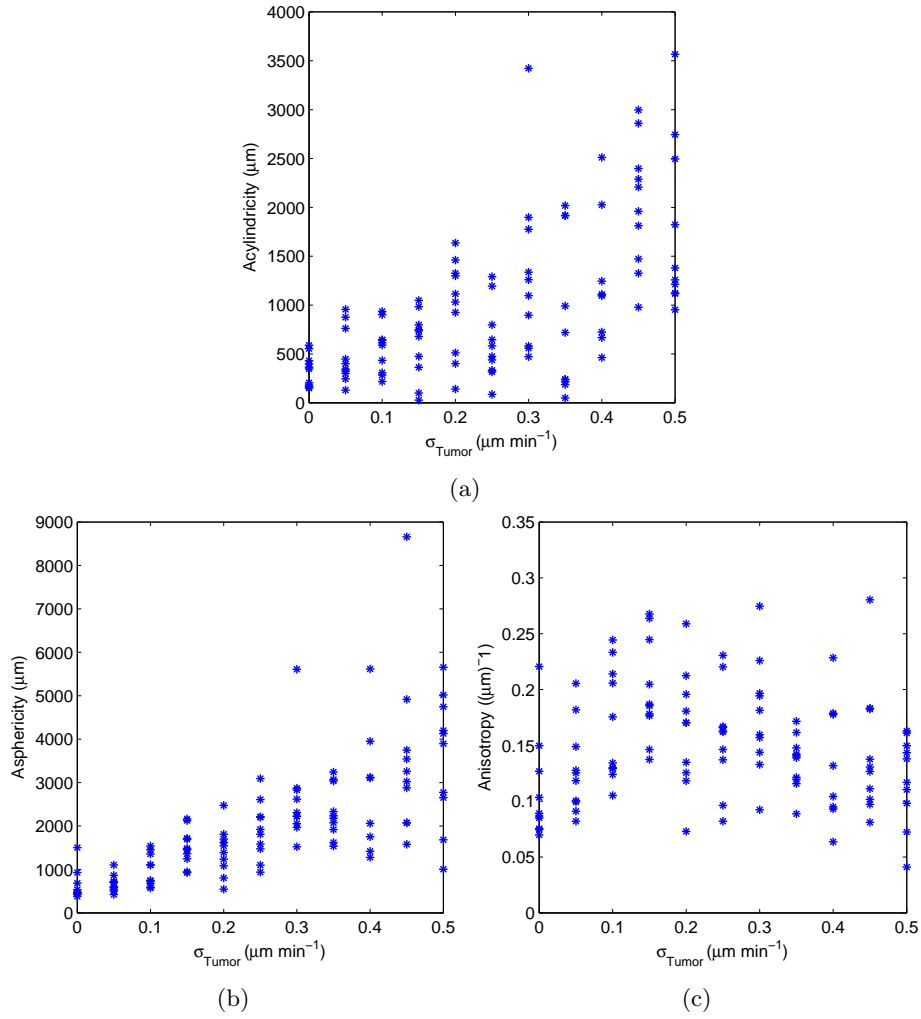 4000
3500
3000
2500
2000
1500
1000
500
0
Acylindricity (μm)
0 0.1 0.2 0.3 0.4 0.5
σTumor (μm min−1)
(a)
9000
8000
7000
6000
5000
4000
3000
2000
1000
0
Asphericity (μm)
0 0.1 0.2 0.3 0.4 0.5
σTumor (μm min−1)
(b)
0.35
0.3
0.25
0.2
0.15
0.1
0.05
0
Anisotropy ((μm)−1)
0 0.1 0.2 0.3 0.4 0.5
σTumor (μm min−1)
(c)